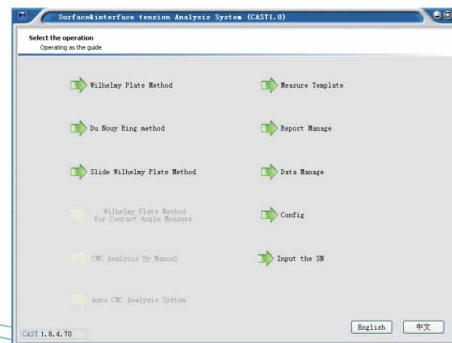 Surface&interface tension Analysis System (CAST1.0)
Select the operation
Operating as the guide
Wilhelmy Plate Method
Du Nouy Ring method
Slide Wilhelmy Plate Method
Wilhelmy Plate Method
for Contact Angle Measure
CMC Analysis By Manual
Auto CMC Analysis System
Measure Template
Report Manage
Data Manage
Config
Input the SN
CAST 1.8.4.70
English
中文